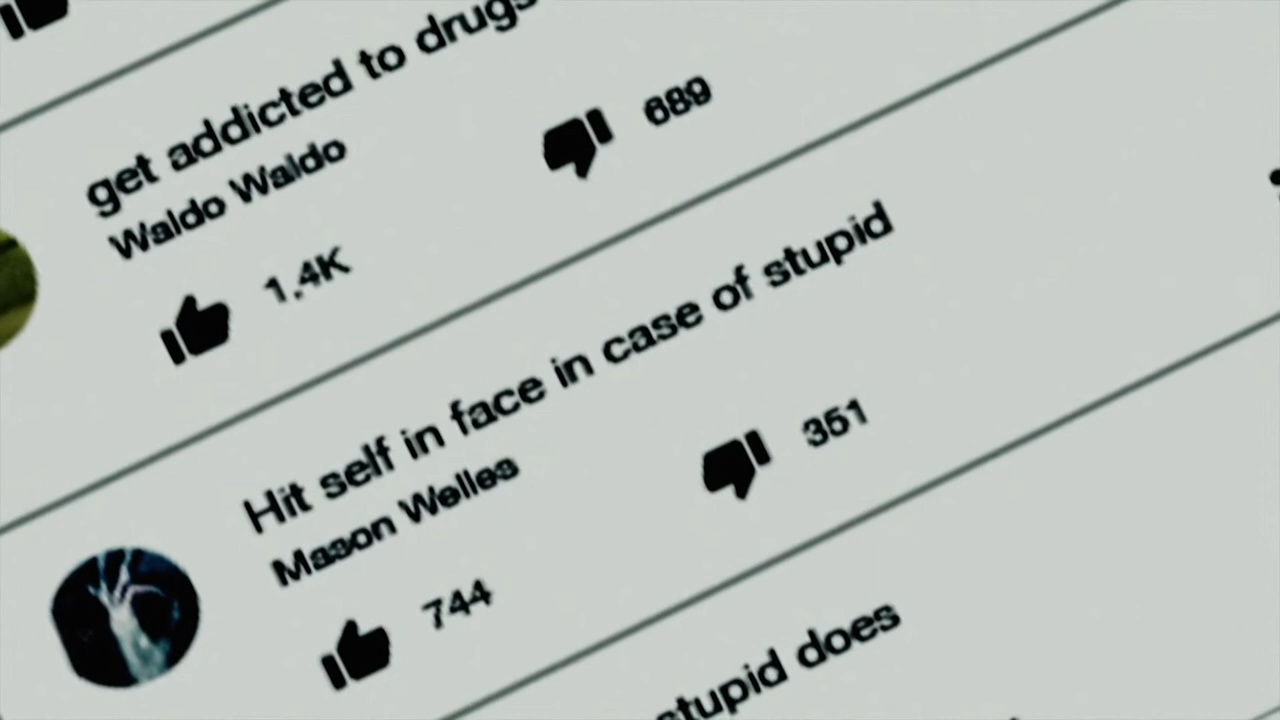 get addicted to drugs
Waldo Waldo
1.4K
689
Hit self in face in case of stupid
Mason Welles
744
351
stupid does